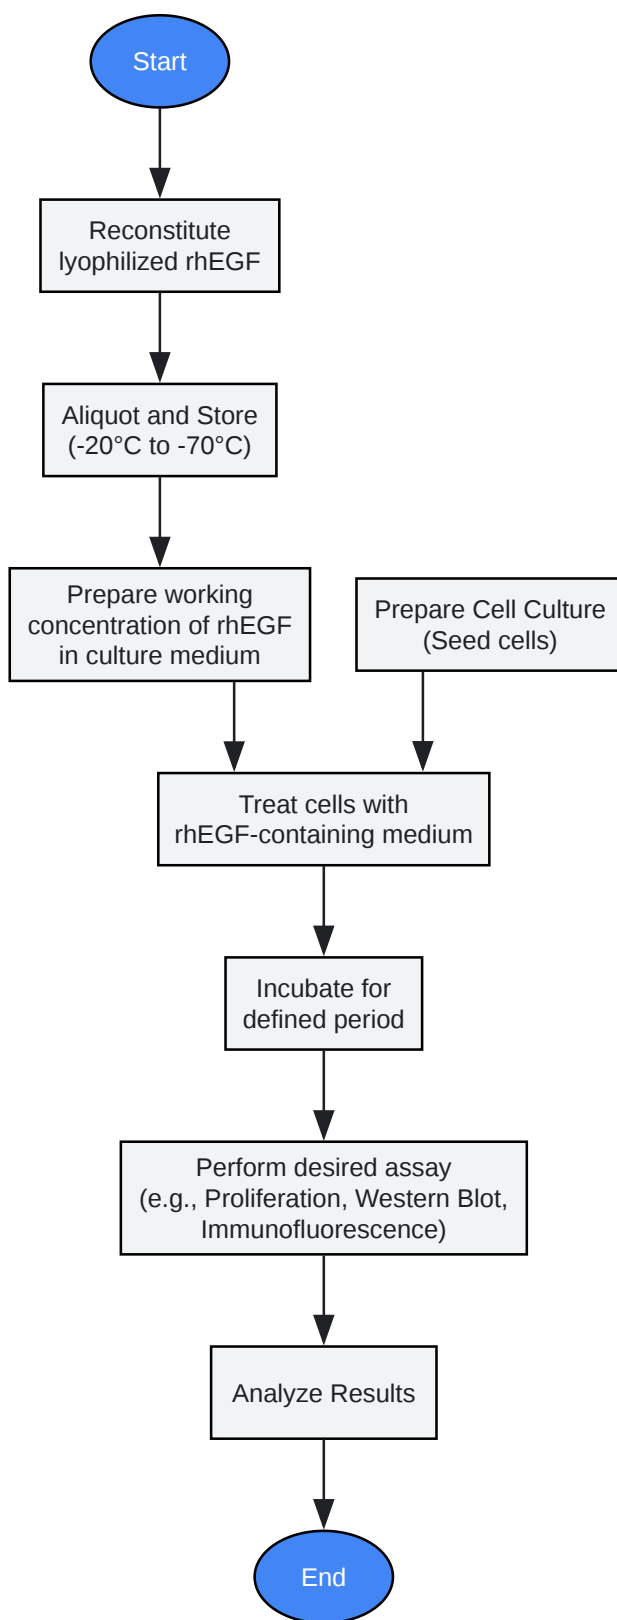 Start
Reconstitute
lyophilized rhEGF
Aliquot and Store
(-20°C to -70°C)
Prepare working
concentration of rhEGF
in culture medium
Prepare Cell Culture
(Seed cells)
Treat cells with
rhEGF-containing medium
Incubate for
defined period
Perform desired assay
(e.g., Proliferation, Western Blot,
Immunofluorescence)
Analyze Results
End